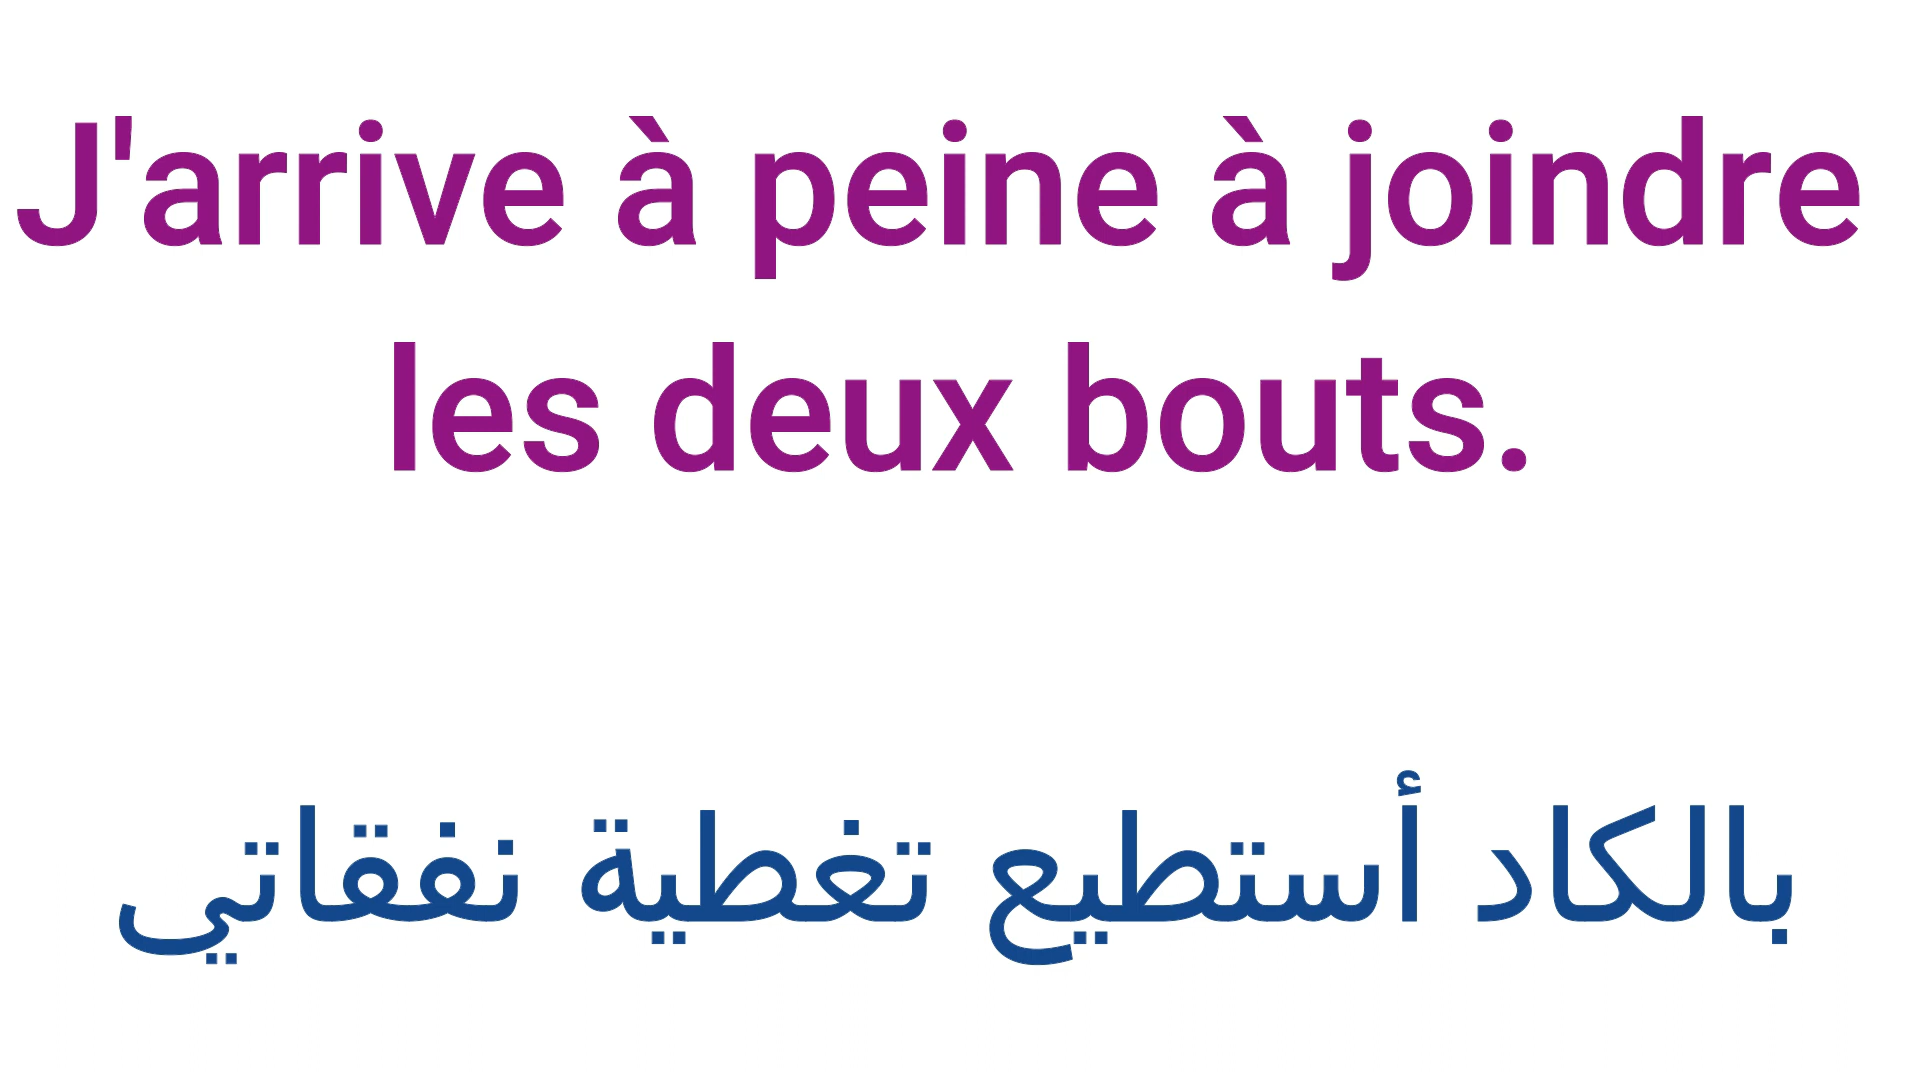 J'arrive à peine à joindre
les deux bouts.
بالكاد أستطيع تغطية نفقاتي